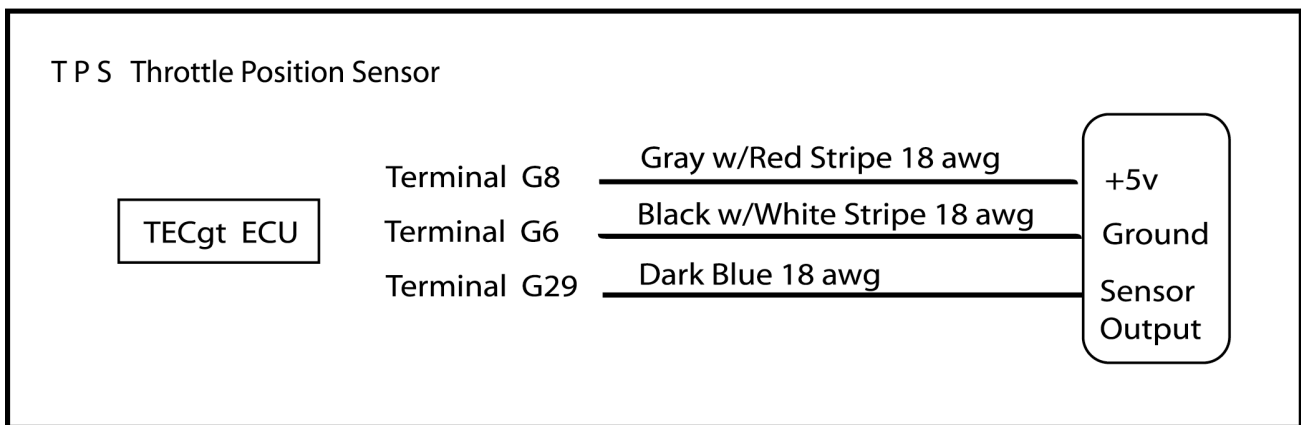 T P S Throttle Position Sensor
Terminal G8
Gray w/Red Stripe 18 awg
+5v
TECgt ECU
Terminal G6
Black w/White Stripe 18 awg
Ground
Terminal G29
Dark Blue 18 awg
Sensor
Output